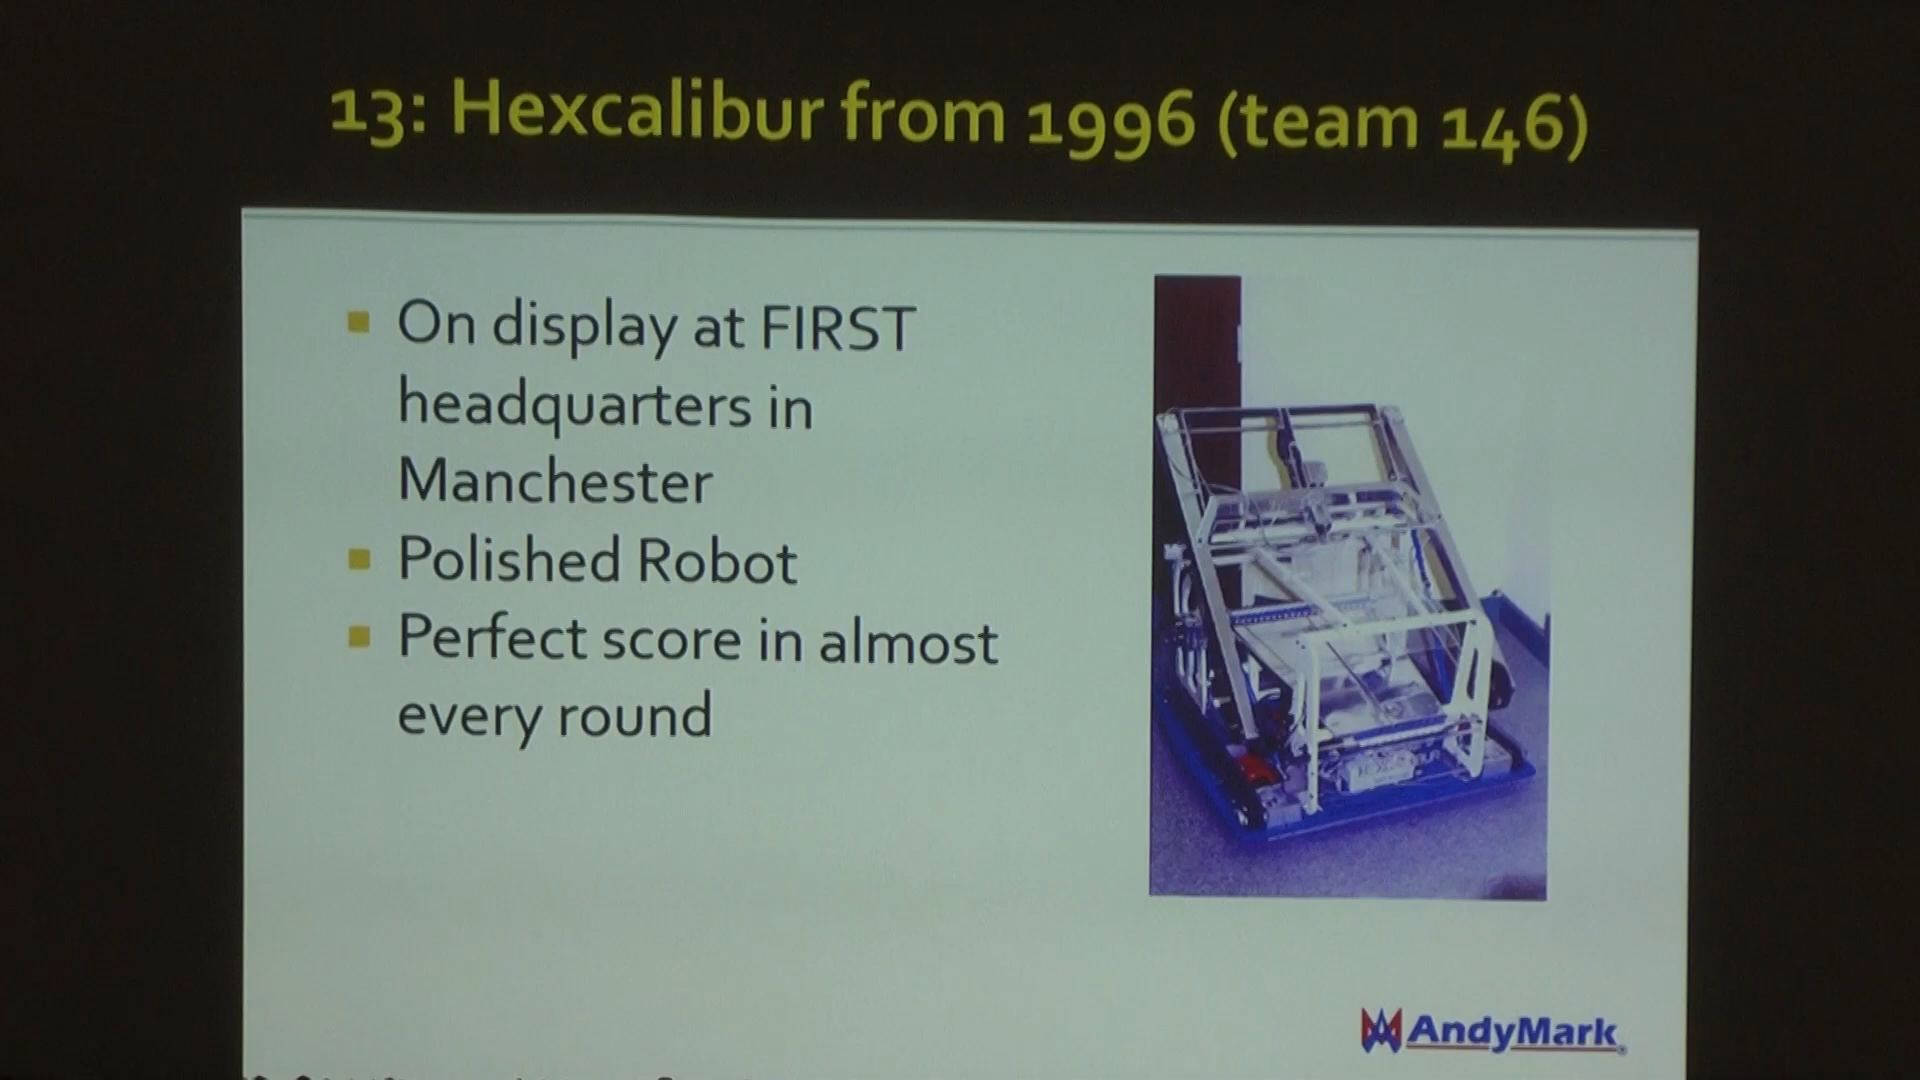 13: Hexcalibur from 1996 (team 146)
On display at FIRST
headquarters in
Manchester
Polished Robot
Perfect score in almost
every round
AndyMark